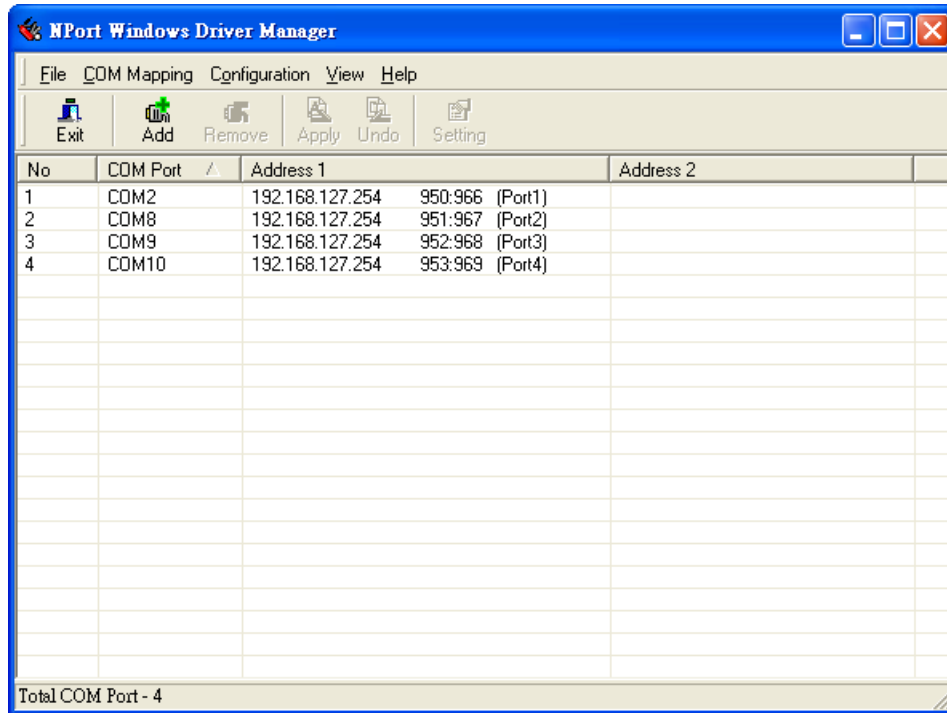 NPort Windows Driver Manager
File COM Mapping Configuration View Help
Exit Add Remove Apply Undo Setting
No COM Port Address 1 Address 2
1 COM2 192.168.127.254 950:966 (Port1)
2 COM8 192.168.127.254 951:967 (Port2)
3 COM9 192.168.127.254 952:968 (Port3)
4 COM10 192.168.127.254 953:969 (Port4)
Total COM Port - 4